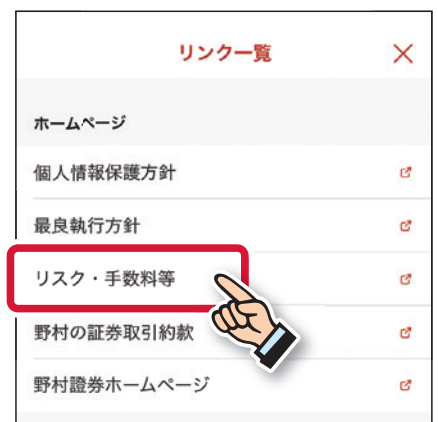 リンク一覧
ホームページ
個人情報保護方針
最良執行方針
リスク・手数料等
野村の証券取引約款
野村證券ホームページ